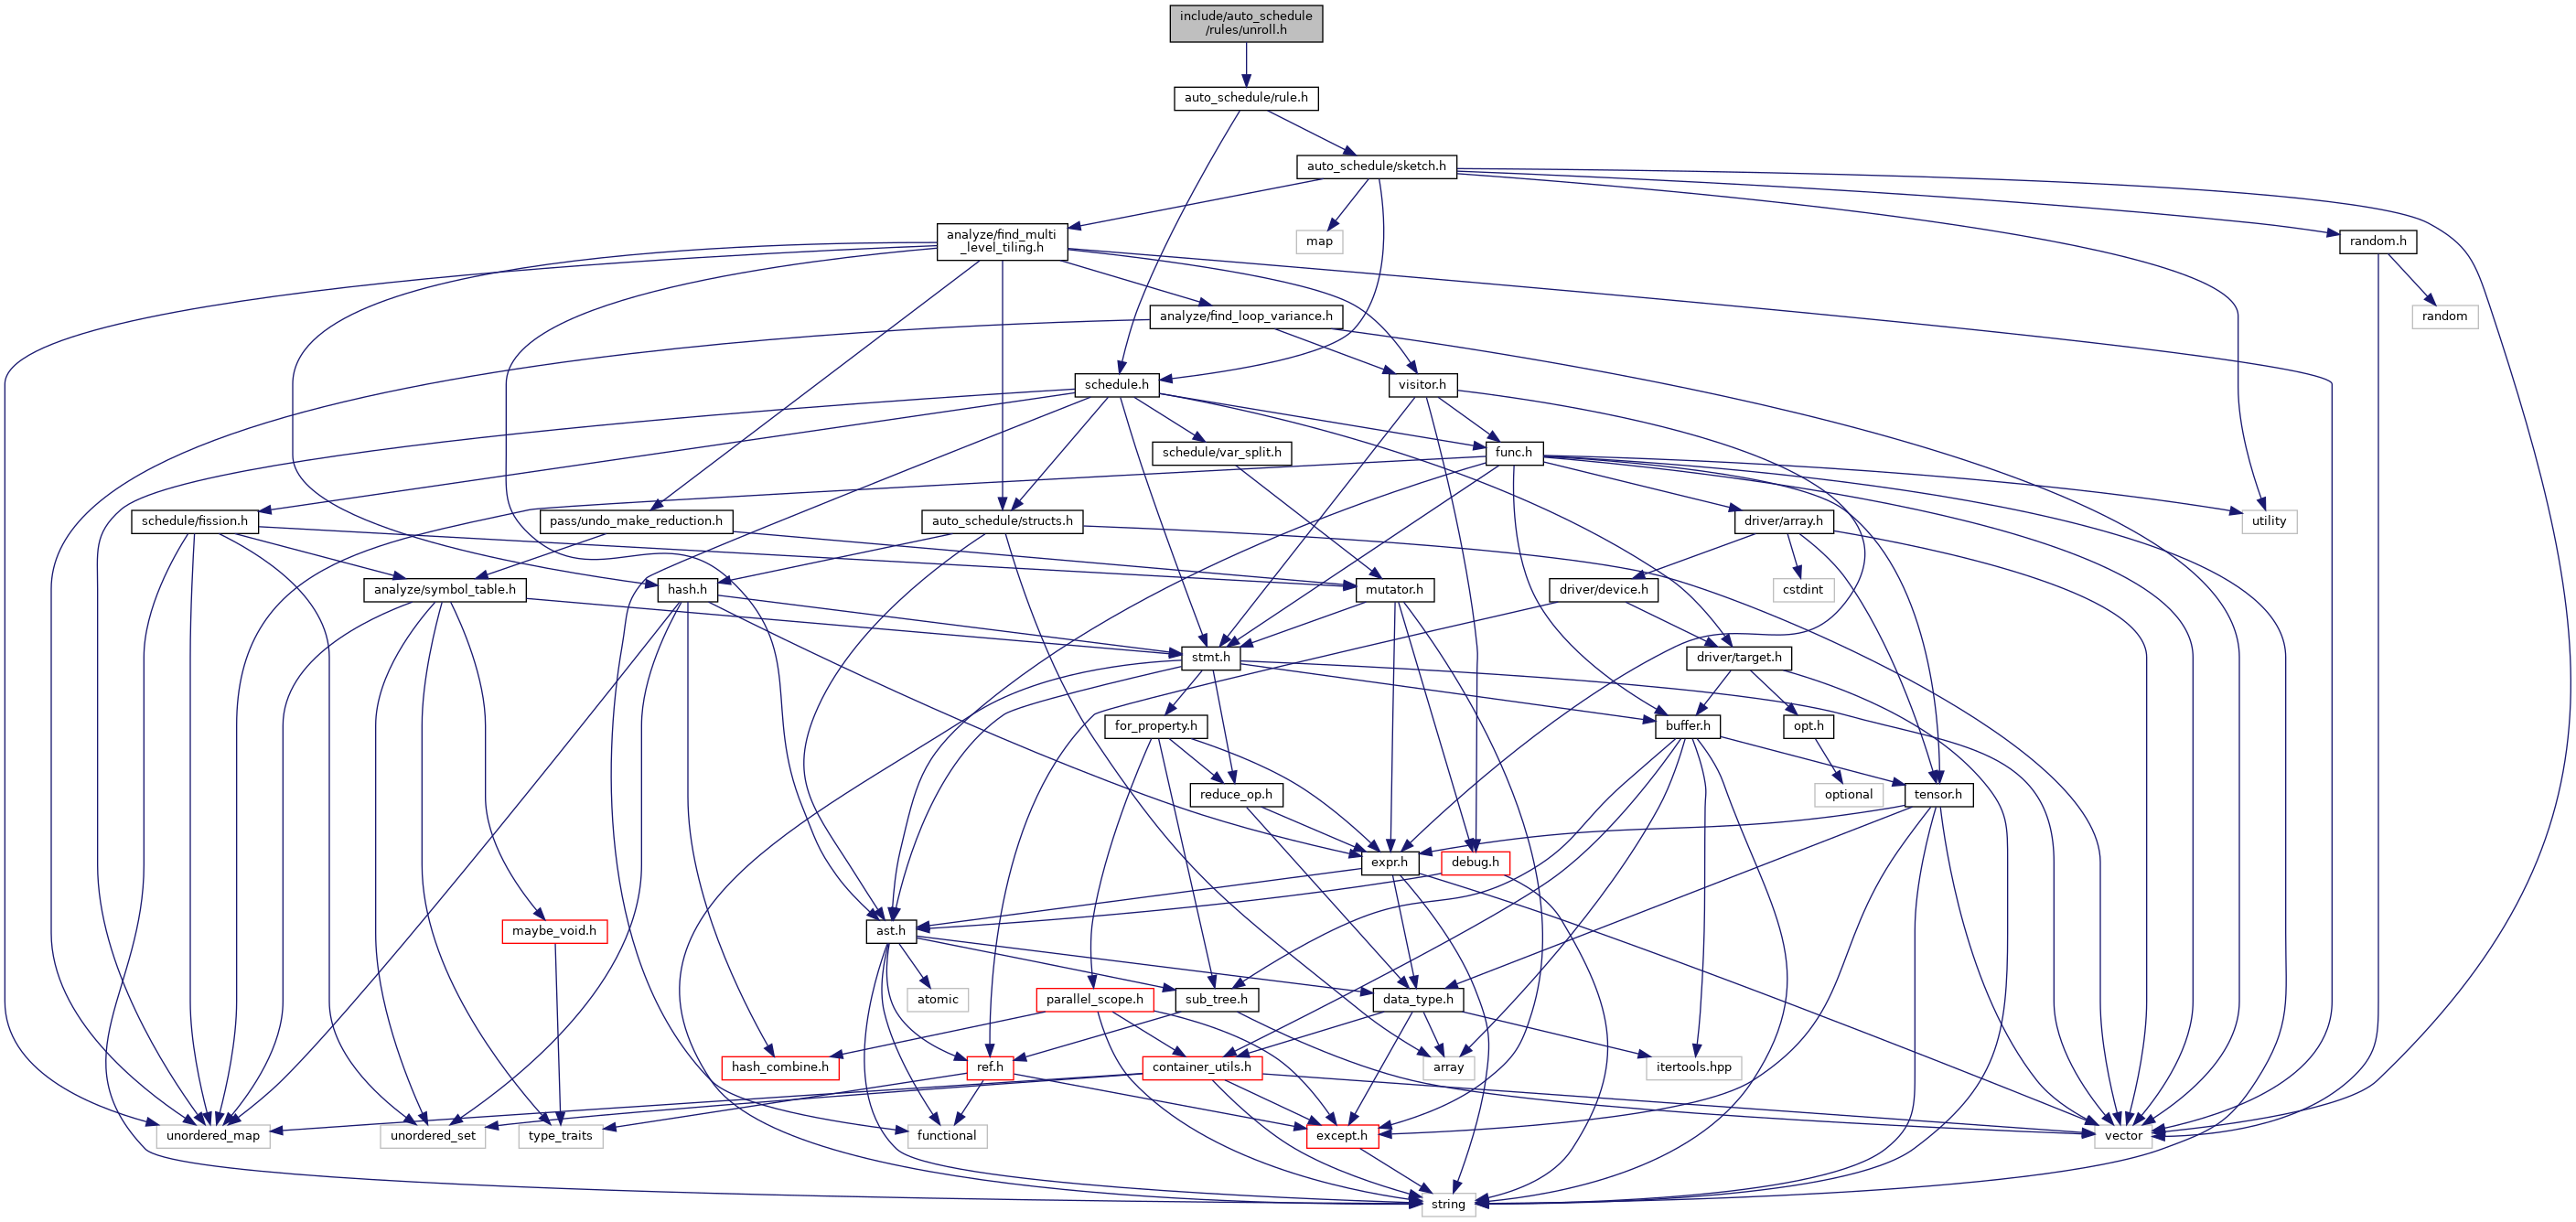 include/auto_schedule
/rules/unroll.h
auto_schedule/rule.h
auto_schedule/sketch.h
analyze/find_multi
_level_tiling.h
map
random.h
analyze/find_loop_variance.h
random
schedule.h
visitor.h
schedule/var_split.h
func.h
schedule/fission.h
pass/undo_make_reduction.h
auto_schedule/structs.h
driver/array.h
utility
analyze/symbol_table.h
hash.h
mutator.h
driver/device.h
cstdint
stmt.h
driver/target.h
for_property.h
buffer.h
opt.h
reduce_op.h
optional
tensor.h
expr.h
debug.h
maybe_void.h
ast.h
atomic
parallel_scope.h
sub_tree.h
data_type.h
hash_combine.h
ref.h
container_utils.h
array
itertools.hpp
unordered_map
unordered_set
type_traits
functional
except.h
vector
string